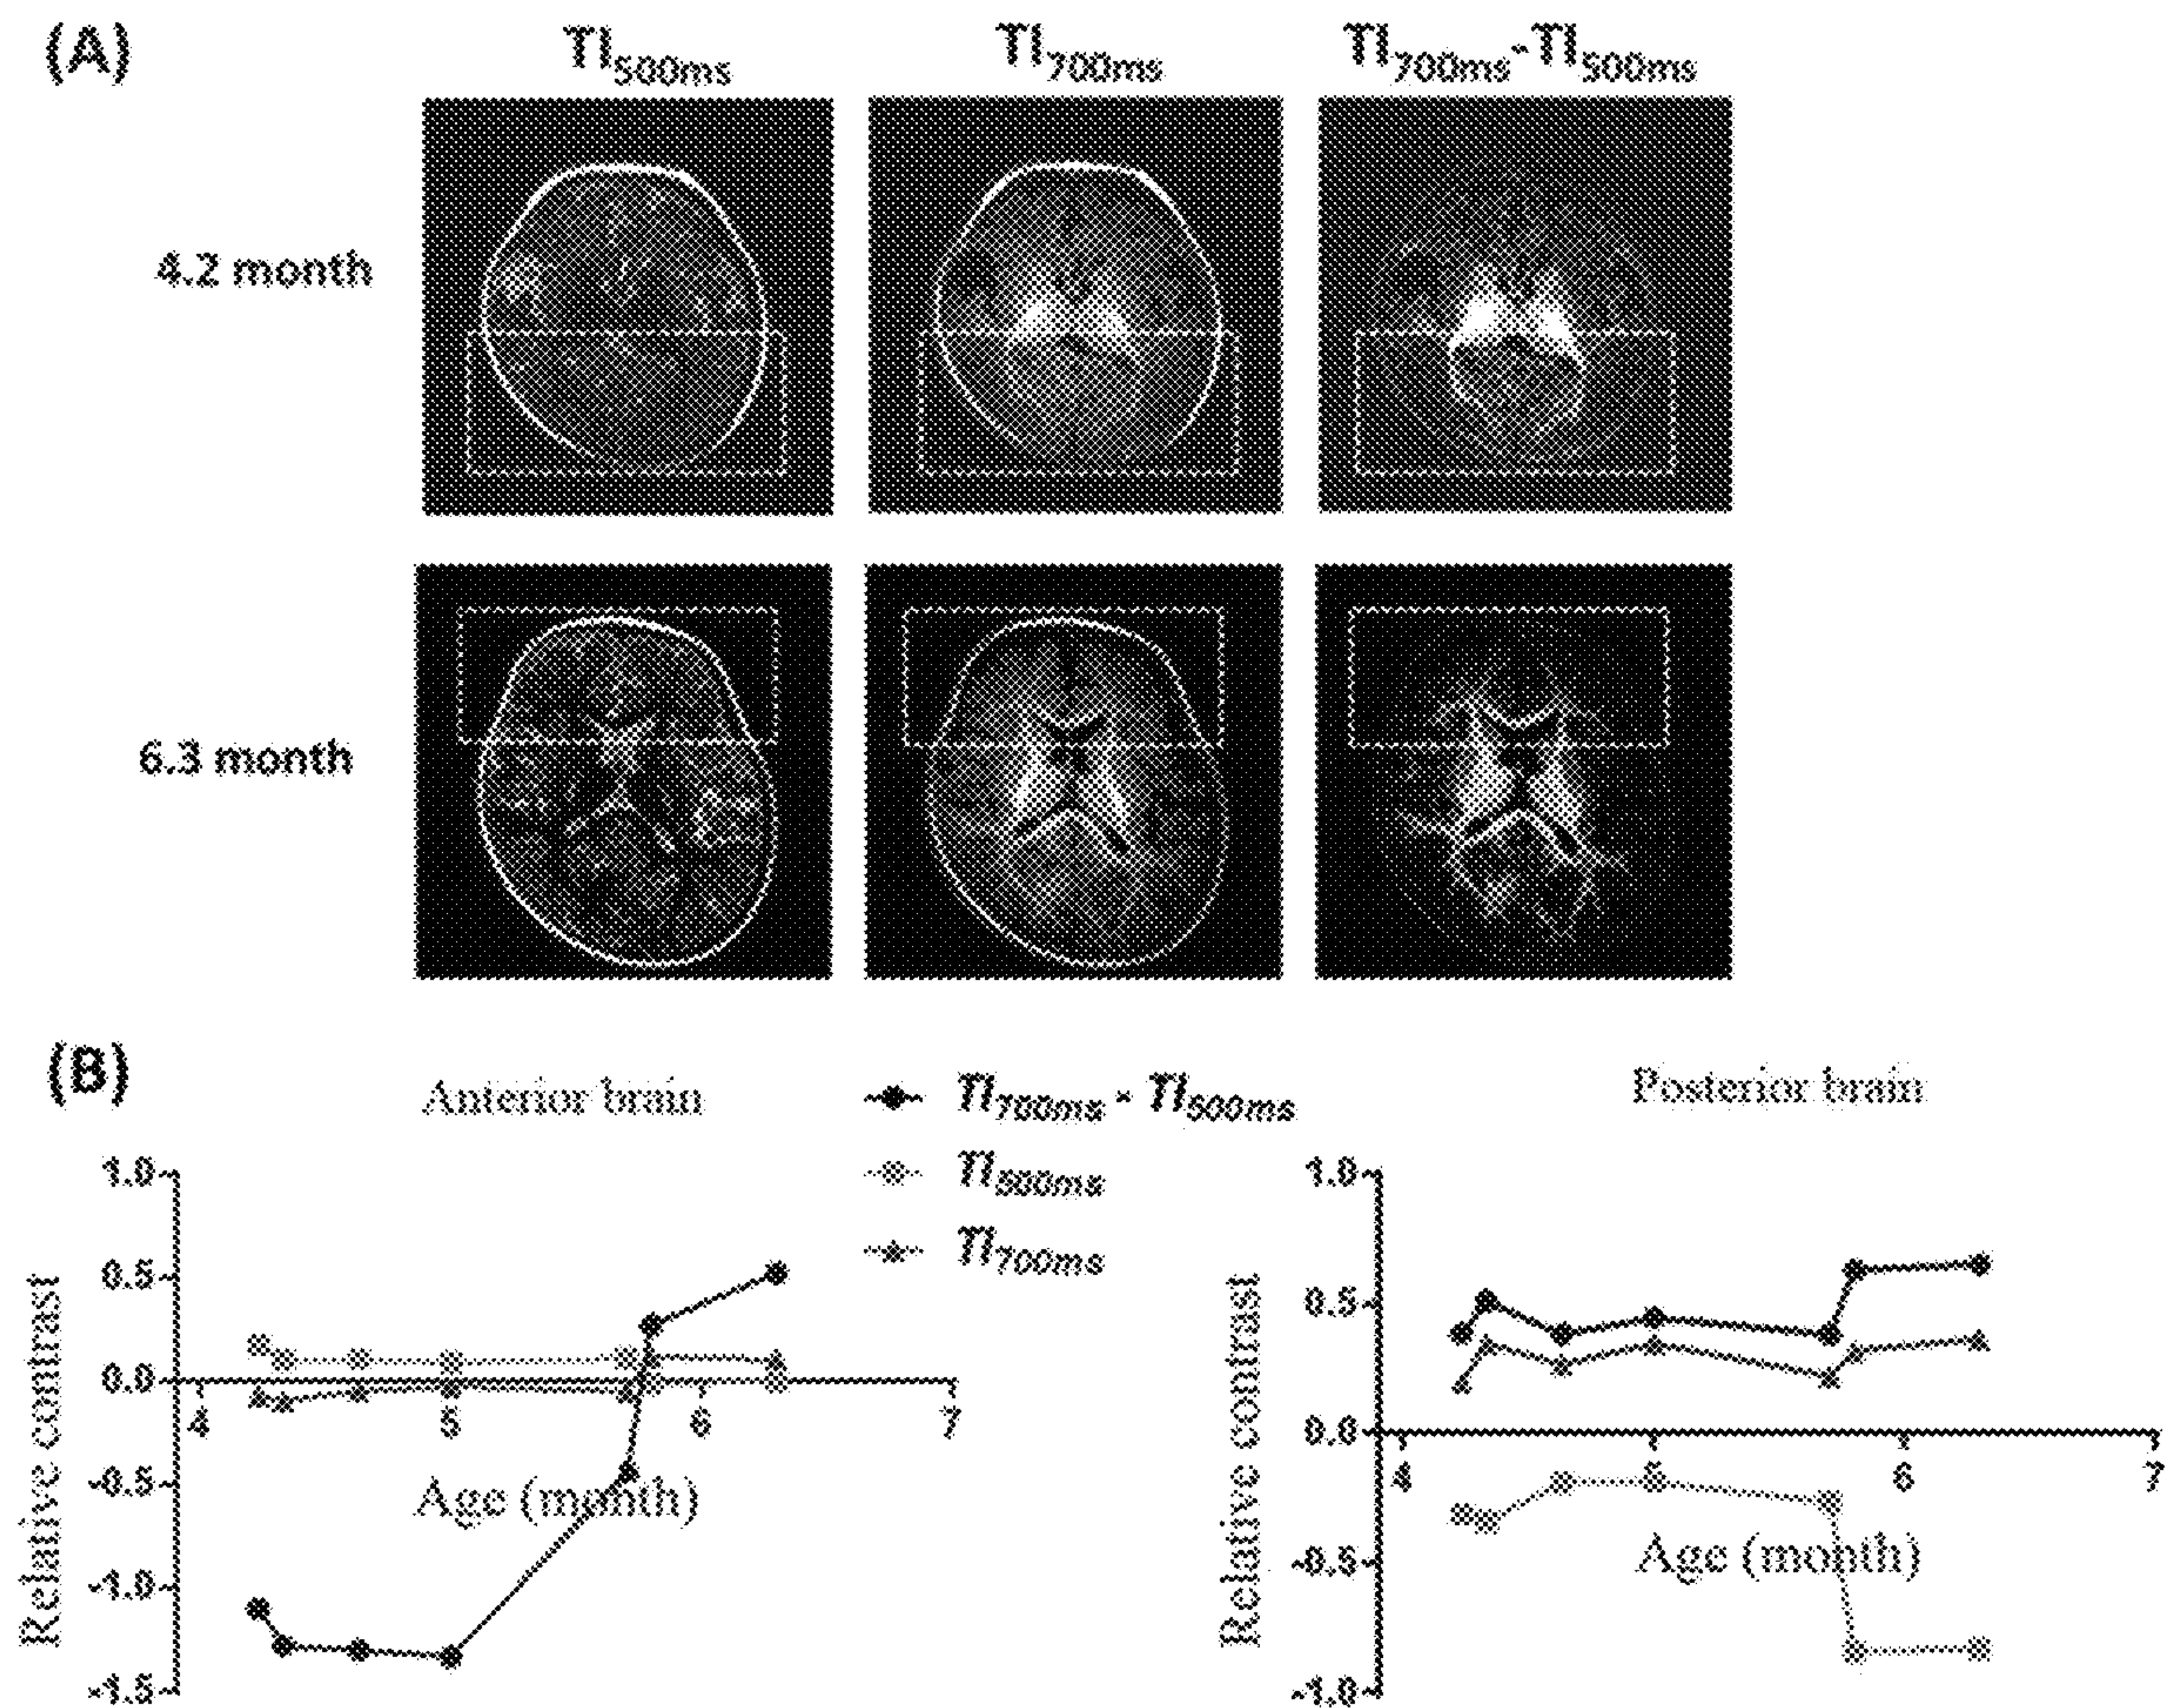 (A)
TI500ms
TI700ms
TI700ms-TI500ms
4.2 month
6.3 month
(B)
Anterior brain
TI700ms - TI500ms
TI500ms
TI700ms
Posterior brain
Relative contrast
1.0
0.5
0.0
-0.5
-1.0
-1.5
4
5
6
7
Age (month)
Relative contrast
1.0
0.5
0.0
-0.5
-1.0
4
5
6
7
Age (month)